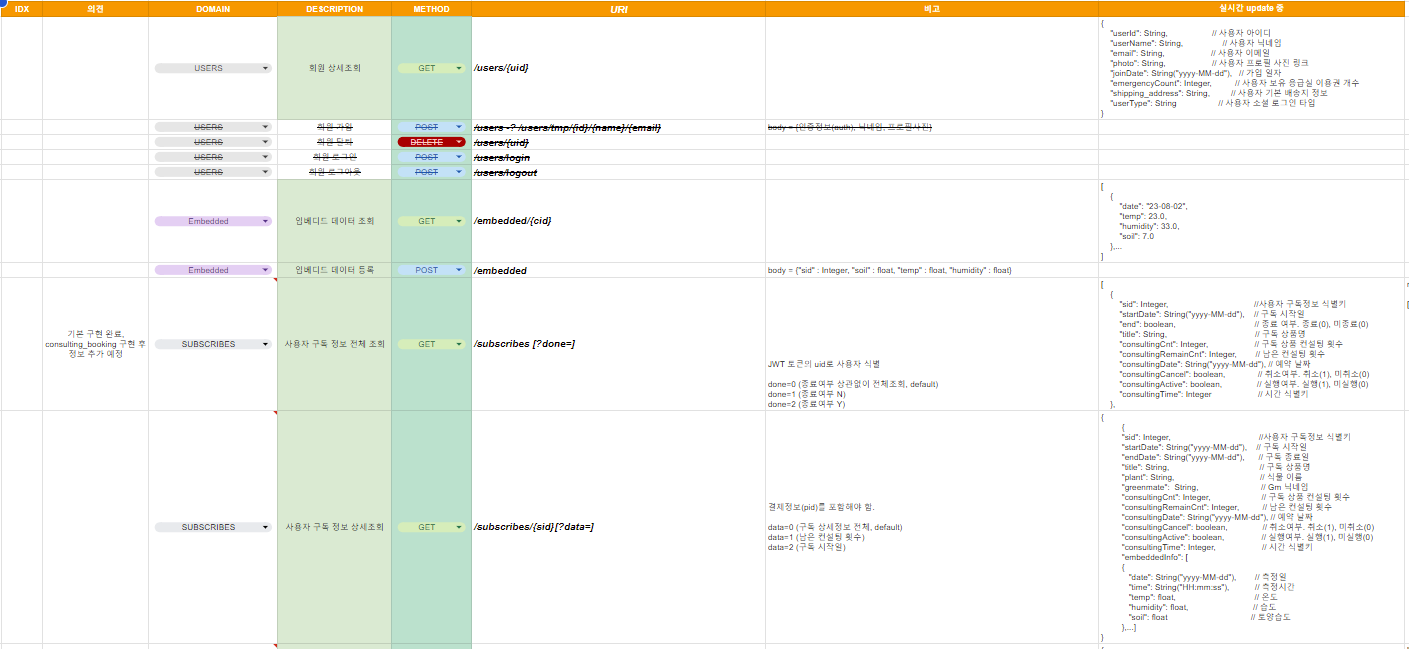 IDX 의견 DOMAIN DESCRIPTION METHOD URI 비고 실시간 update 중
USERS 회원 상세조회 GET /users/{uid}
{
"userId": String, // 사용자 아이디
"userName": String, // 사용자 닉네임
"email": String, // 사용자 이메일
"photo": String, // 사용자 프로필 사진 링크
"joinDate": String("yyyy-MM-dd"), // 가입 일자
"emergencyCount": Integer, // 사용자 보유 응급실 이용권 개수
"shipping_address": String, // 사용자 기본 배송지 정보
"userType": String // 사용자 소셜 로그인 타입
}
USERS 회원 가입 POST /users -? /users/tmp/{id}/{name}/{email} body = {인증정보(auth), 닉네임, 프로필사진}
USERS 회원 탈퇴 DELETE /users/{uid}
USERS 회원 로그인 POST /users/login
USERS 회원 로그아웃 POST /users/logout
Embedded 임베디드 데이터 조회 GET /embedded/{cid}
[
{
"date": "23-08-02",
"temp": 23.0,
"humidity": 33.0,
"soil": 7.0
},...
]
Embedded 임베디드 데이터 등록 POST /embedded body = {"sid" : Integer, "soil" : float, "temp" : float, "humidity" : float}
기본 구현 완료,
consulting_booking 구현 후
정보 추가 예정
SUBSCRIBES 사용자 구독 정보 전체 조회 GET /subscribes [?done=]
JWT 토큰의 uid로 사용자 식별
done=0 (종료여부 상관없이 전체조회, default)
done=1 (종료여부 N)
done=2 (종료여부 Y)
[
{
"sid": Integer, //사용자 구독정보 식별키
"startDate": String("yyyy-MM-dd"), // 구독 시작일
"end": boolean, // 종료 여부. 종료(0), 미종료(0)
"title": String, // 구독 상품명
"consultingCnt": Integer, // 구독 상품 컨설팅 횟수
"consultingRemainCnt": Integer, // 남은 컨설팅 횟수
"consultingDate": String("yyyy-MM-dd"), // 예약 날짜
"consultingCancel": boolean, // 취소여부. 취소(1), 미취소(0)
"consultingActive": boolean, // 실행여부. 실행(1), 미실행(0)
"consultingTime": Integer // 시간 식별키
},
SUBSCRIBES 사용자 구독 정보 상세조회 GET /subscribes/{sid}[?data=]
결제정보(pid)를 포함해야 함.
data=0 (구독 상세정보 전체, default)
data=1 (남은 컨설팅 횟수)
data=2 (구독 시작일)
{
{
"sid": Integer, //사용자 구독정보 식별키
"startDate": String("yyyy-MM-dd"), // 구독 시작일
"endDate": String("yyyy-MM-dd"), // 구독 종료일
"title": String, // 구독 상품명
"plant": String, // 식물 이름
"greenmate": String, // Gm 닉네임
"consultingCnt": Integer, // 구독 상품 컨설팅 횟수
"consultingRemainCnt": Integer, // 남은 컨설팅 횟수
"consultingDate": String("yyyy-MM-dd"), // 예약 날짜
"consultingCancel": boolean, // 취소여부. 취소(1), 미취소(0)
"consultingActive": boolean, // 실행여부. 실행(1), 미실행(0)
"consultingTime": Integer, // 시간 식별키
"embeddedInfo": [
{
"date": String("yyyy-MM-dd"), // 측정일
"time": String("HH:mm:ss"), // 측정시간
"temp": float, // 온도
"humidity": float, // 습도
"soil": float // 토양습도
},...]
}